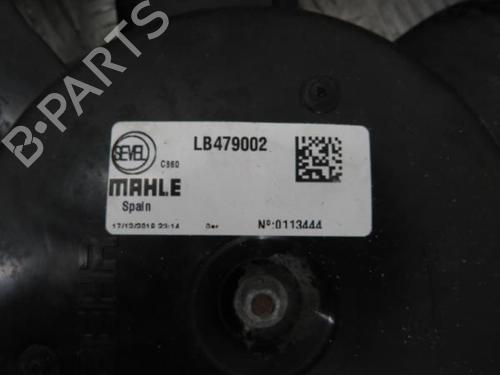 SEVEL
C860
LB479002
MAHLE
Spain
Nº:0113444
B-PARTS